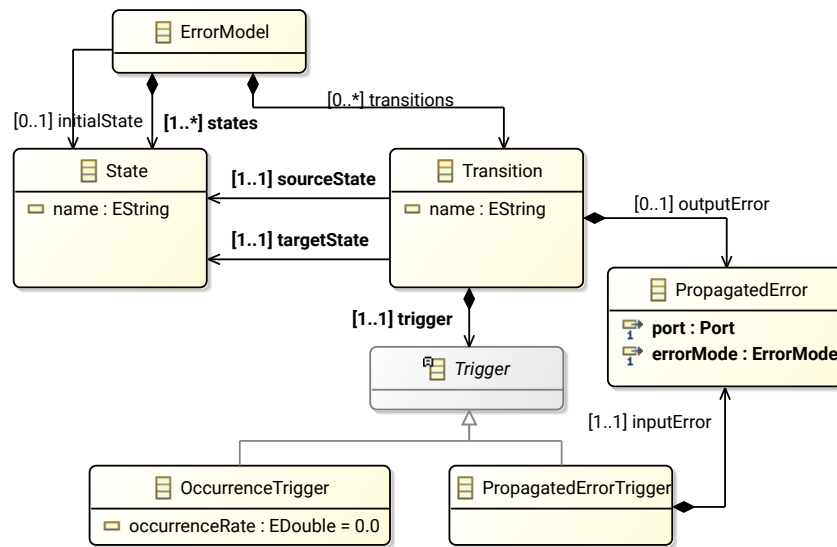 ErrorModel
[0..*] transitions
[0..1] initialState
[1..*] states
State
name : EString
[1..1] sourceState
[1..1] targetState
Transition
name : EString
[0..1] outputError
PropagatedError
port : Port
1
errorMode : ErrorMode
1
[1..1] trigger
Trigger
[1..1] inputError
OccurrenceTrigger
occurrenceRate : EDouble = 0.0
PropagatedErrorTrigger